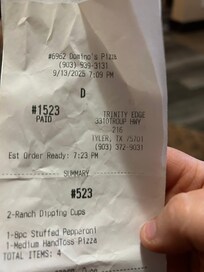 #6962 Domino's Pizza
(903) 939-3131
9/13/2025 7:09 PM
D
#1523
PAID
TRINITY EDGE
216
TYLER, TX 75701
(903) 372-9031
Est Order Ready: 7:23 PM
SUMMARY
#523
2-Ranch Dipping Cups
1-8pc Stuffed Pepperoni
1-Medium HandToss Pizza
TOTAL ITEMS: 4